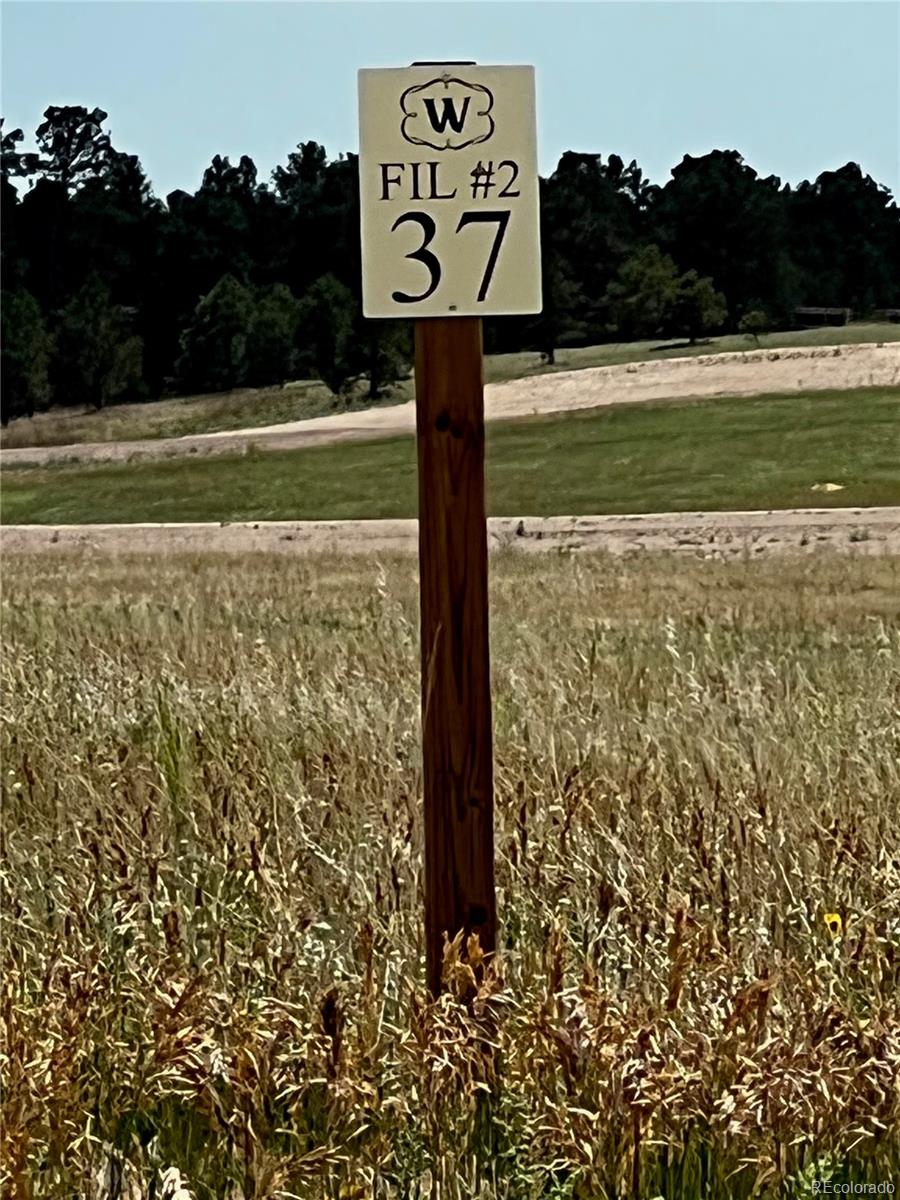 W
FIL #2
37
REcolorado